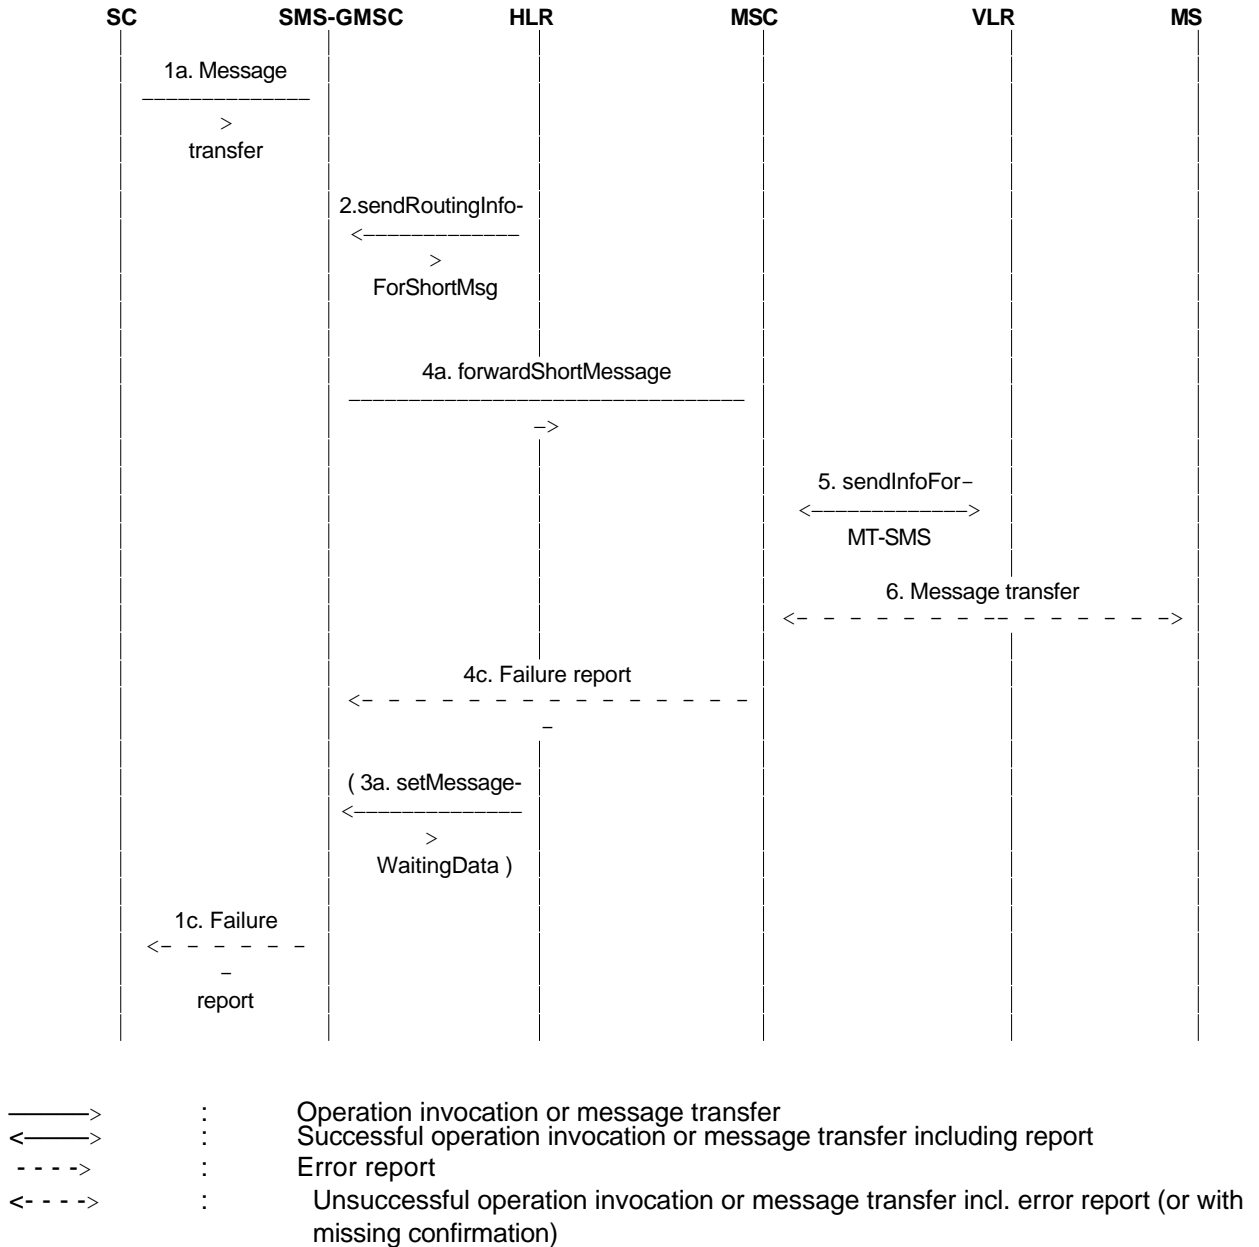 SC SMS-GMSC HLR MSC VLR MS
1a. Message
transfer
2.sendRoutingInfo-
ForShortMsg
4a. forwardShortMessage
5. sendInfoFor-
MT-SMS
6. Message transfer
4c. Failure report
( 3a. setMessage-
WaitingData )
1c. Failure
report
: Operation invocation or message transfer
: Successful operation invocation or message transfer including report
: Error report
: Unsuccessful operation invocation or message transfer incl. error report (or with
missing confirmation)